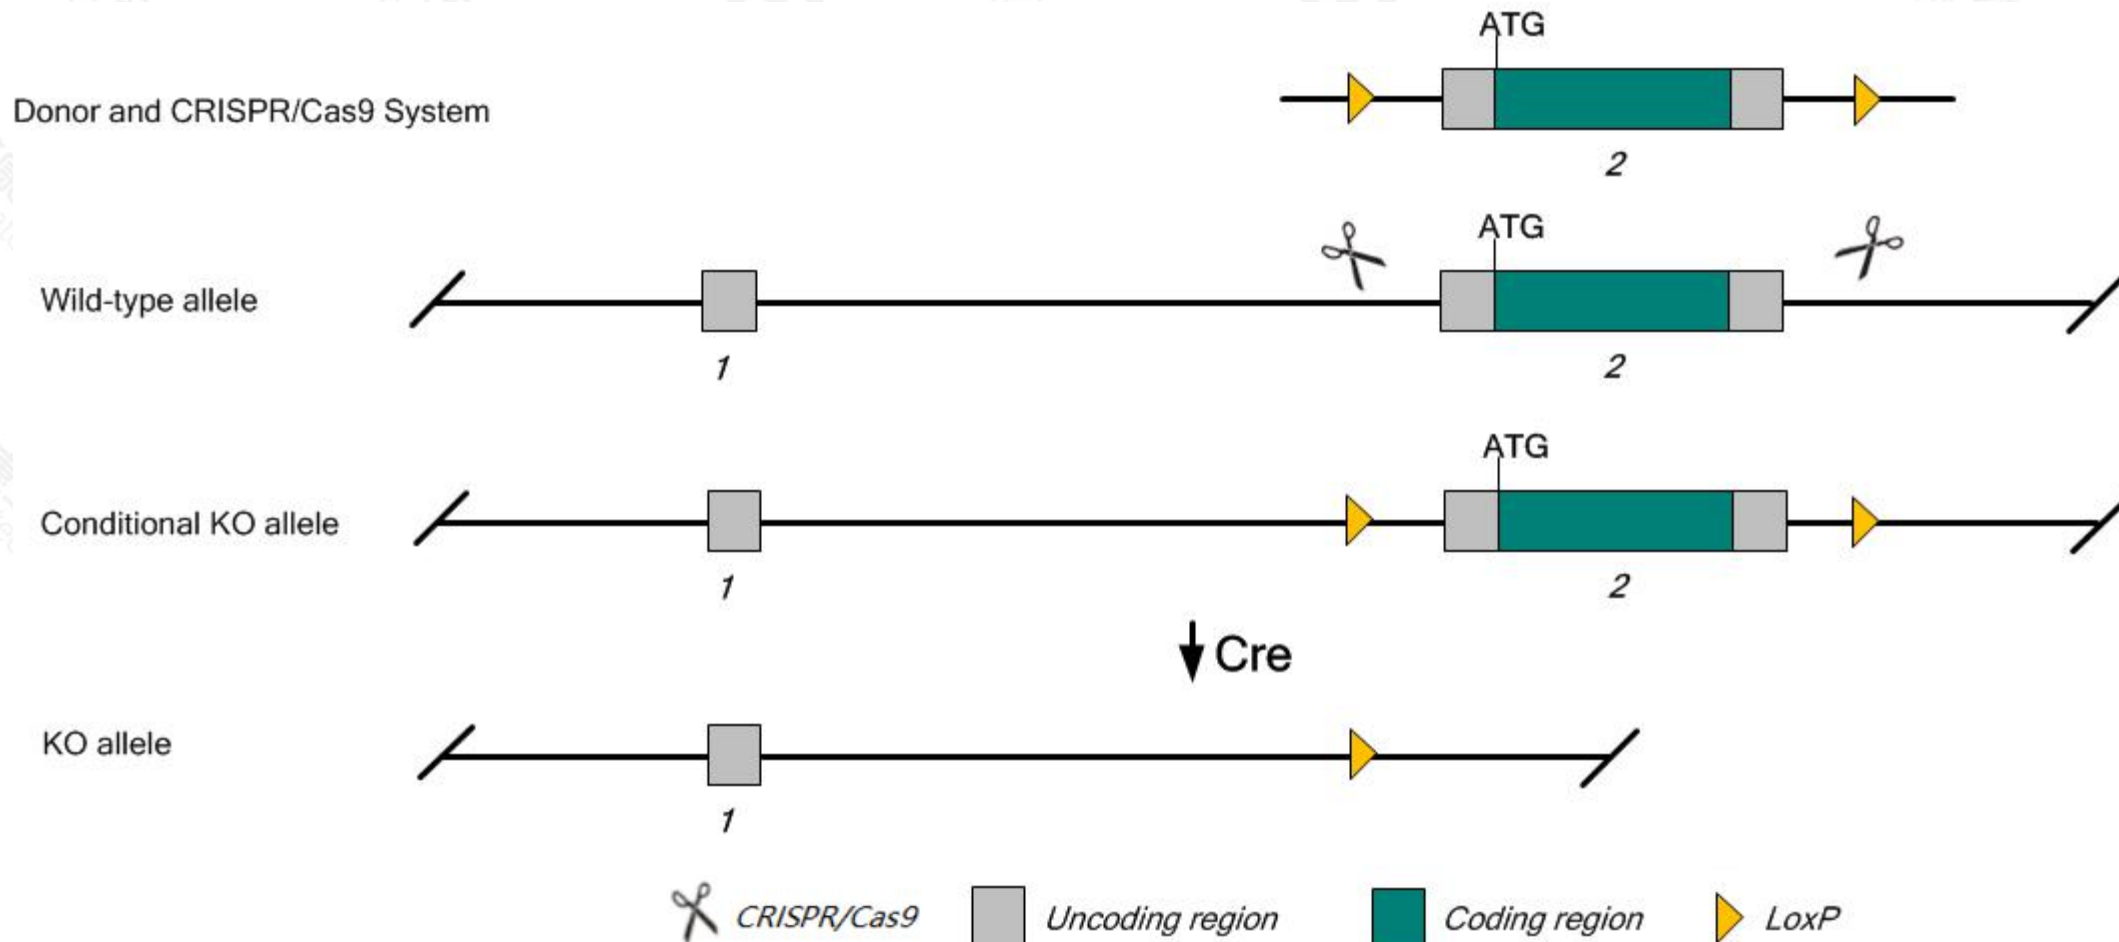 ATG
Donor and CRISPR/Cas9 System
2
ATG
Wild-type allele
1
2
ATG
Conditional KO allele
1
2
Cre
KO allele
1
CRISPR/Cas9
Uncoding region
Coding region
LoxP